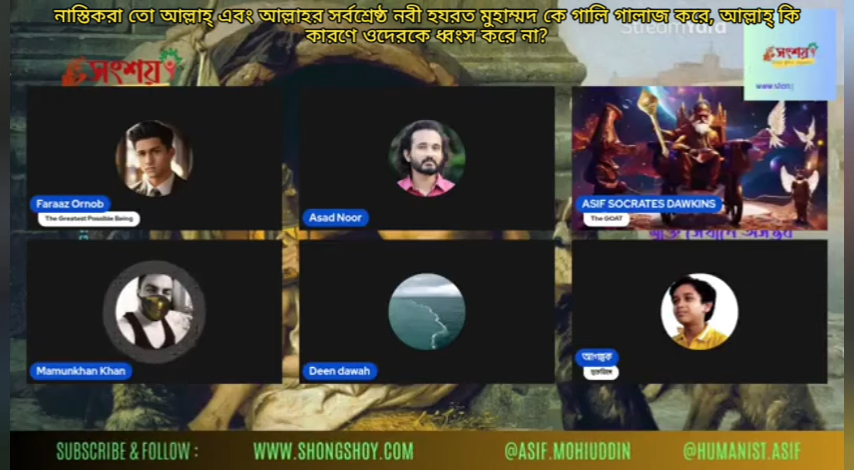 নাস্তিকরা তো আল্লাহ্ এবং আল্লাহর সর্বশ্রেষ্ঠ নবী হযরত মুহাম্মদ কে গালি গালাজ করে, আল্লাহ্ কি
কারণে ওদেরকে ধ্বংস করে না?
StreamYard
সংশয়
সংশয়
Faraaz Ornob
The Greatest Possible Being
Asad Noor
ASIF SOCRATES DAWKINS
The GOAT
Mamunkhan Khan
Deen dawah
আগন্তুক
SUBSCRIBE & FOLLOW :
WWW.SHONGSHOY.COM
@ASIF.MOHIUDDIN
@HUMANIST.ASIF